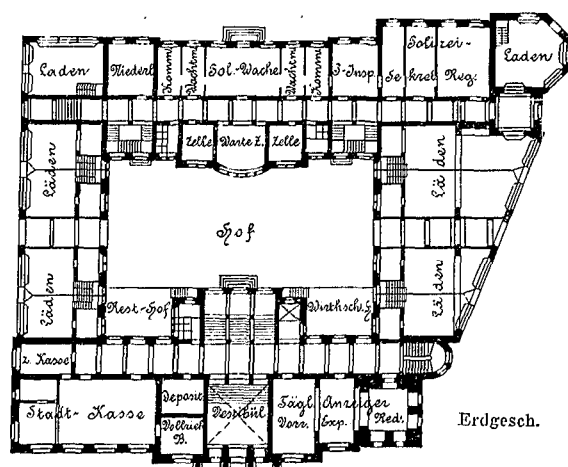 Laden
Niederl
Komm
Wachtm
Pol.-Wache
Wachtm
Komm
3-Insp.
Polizei-
Sekret
Reg.
Laden
Zelle
Warte Z.
Zelle
Läden
Läden
Hof
Läden
Läden
Rest-Hof
Wirthsch. H
z. Kasse
Stadt-Kasse
Deposit
Vollzieh
B.
Vestibül
Tägl. Anzeiger
Vorr.
Exp.
Red.
Erdgesch.